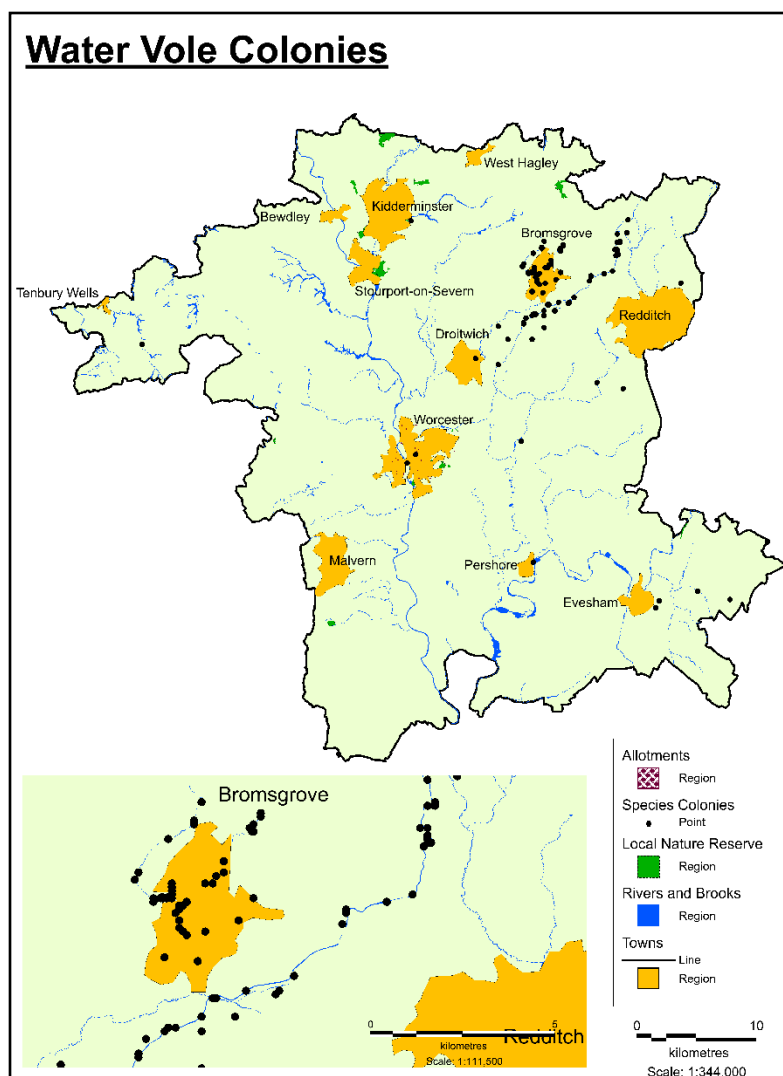 Water Vole Colonies
West Hagley
Kidderminster
Bewdley
Bromsgrove
Tenbury Wells
Stourport-on-Severn
Redditch
Droitwich
Worcester
Malvern
Pershore
Evesham
Bromsgrove
Redditch
0 5
kilometres
Scale: 1:111,500
Allotments
Region
Species Colonies
Point
Local Nature Reserve
Region
Rivers and Brooks
Region
Towns
Line
Region
0 10
kilometres
Scale: 1:344,000